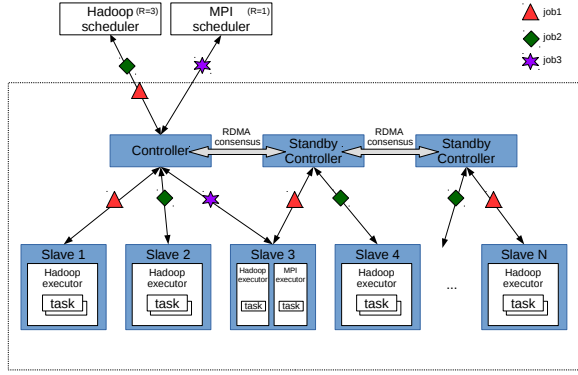 Hadoop (R=3)
scheduler
MPI (R=1)
scheduler
job1
job2
job3
Controller
RDMA
consensus
Standby
Controller
RDMA
consensus
Standby
Controller
Slave 1
Hadoop
executor
task
Slave 2
Hadoop
executor
task
Slave 3
Hadoop
executor
task
MPI
executor
task
Slave 4
Hadoop
executor
task
...
Slave N
Hadoop
executor
task